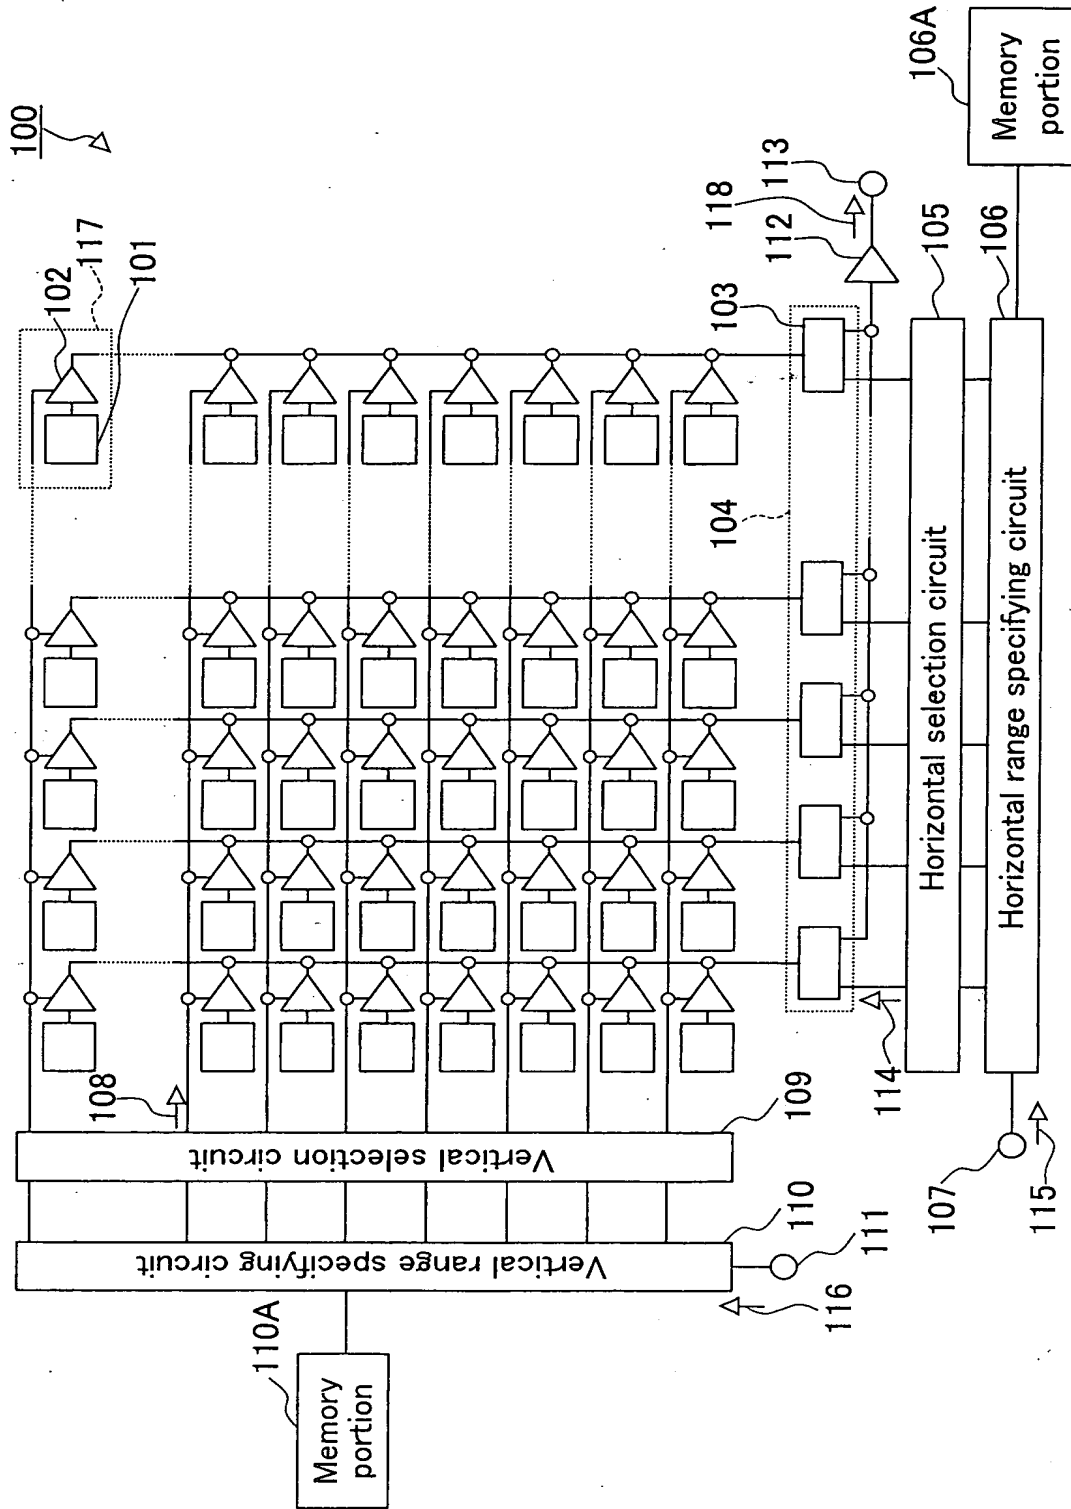 100
117
102
101
108
109
Vertical selection circuit
110
Vertical range specifying circuit
111
116
110A
Memory
portion
104
103
112
118
113
114
105
Horizontal selection circuit
106
Horizontal range specifying circuit
107
115
106A
Memory
portion